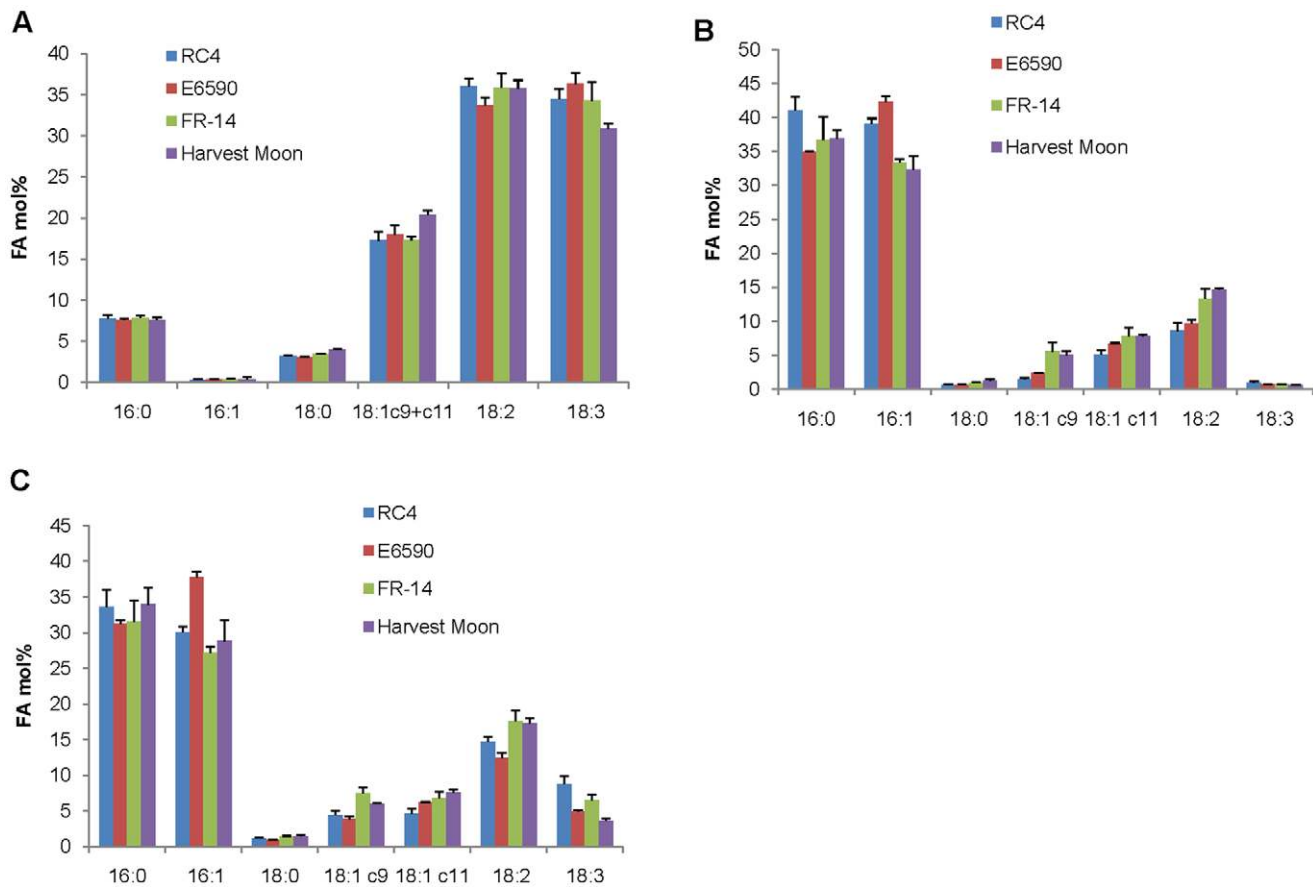 A
RC4
E6590
FR-14
Harvest Moon
FA mol%
40
35
30
25
20
15
10
5
0
16:0 16:1 18:0 18:1c9+c11 18:2 18:3
B
RC4
E6590
FR-14
Harvest Moon
FA mol%
50
45
40
35
30
25
20
15
10
5
0
16:0 16:1 18:0 18:1 c9 18:1 c11 18:2 18:3
C
RC4
E6590
FR-14
Harvest Moon
FA mol%
45
40
35
30
25
20
15
10
5
0
16:0 16:1 18:0 18:1 c9 18:1 c11 18:2 18:3